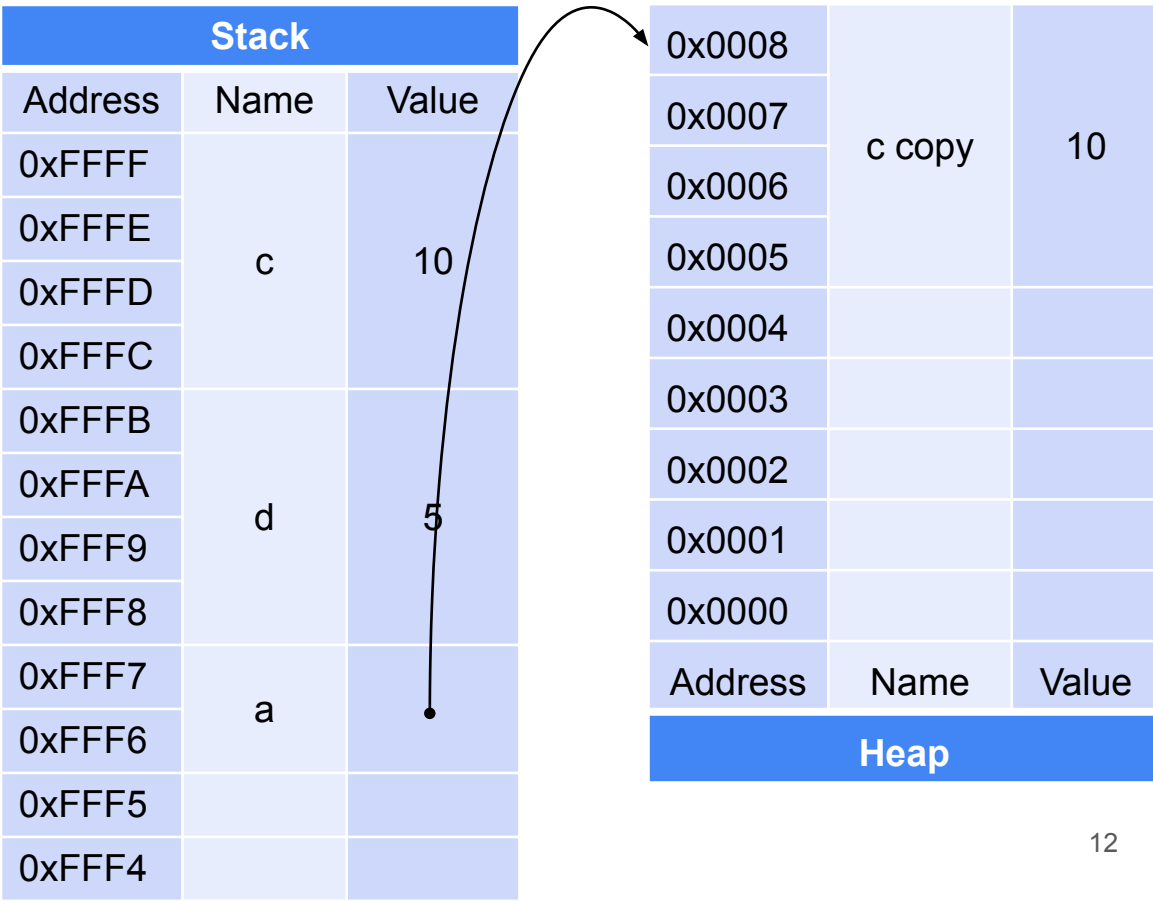 Stack
Address Name Value
0xFFFF
0xFFFE
c 10
0xFFFD
0xFFFC
0xFFFB
0xFFFA
d 5
0xFFF9
0xFFF8
0xFFF7
a
0xFFF6
0xFFF5
0xFFF4
0x0008
0x0007
c copy 10
0x0006
0x0005
0x0004
0x0003
0x0002
0x0001
0x0000
Address Name Value
Heap
12